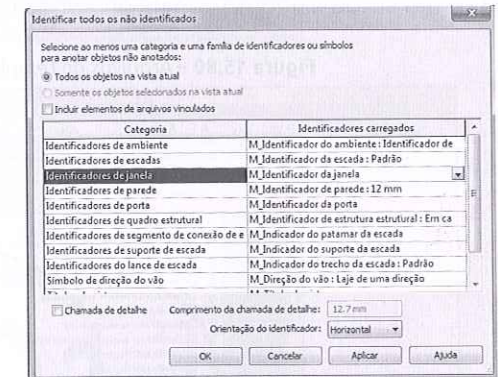 Identificar todos os não identificados
Selecione ao menos uma categoria e uma família de identificadores ou símbolos
para anotar objetos não anotados:
Todos os objetos na vista atual
Somente os objetos selecionados na vista atual
Incluir elementos de arquivos vinculados
Categoria Identificadores carregados
Identificadores de ambiente M_Identificador do ambiente : Identificador de
Identificadores de escadas M_Identificador da escada : Padrão
Identificadores de janela M_Identificador da janela
Identificadores de parede M_Identificador de parede : 12 mm
Identificadores de porta M_Identificador da porta
Identificadores de quadro estrutural M_Identificador de estrutura estrutural : Em ca
Identificadores de segmento de conexão de e M_Indicador do patamar da escada
Identificadores de suporte de escada M_Indicador do suporte da escada
Identificadores do lance de escada M_Indicador do trecho da escada : Padrão
Símbolo de direção do vão M_Direção do vão : Laje de uma direção
Chamada de detalhe Comprimento da chamada de detalhe: 12.7 mm
Orientação do identificador: Horizontal
OK Cancelar Aplicar Ajuda